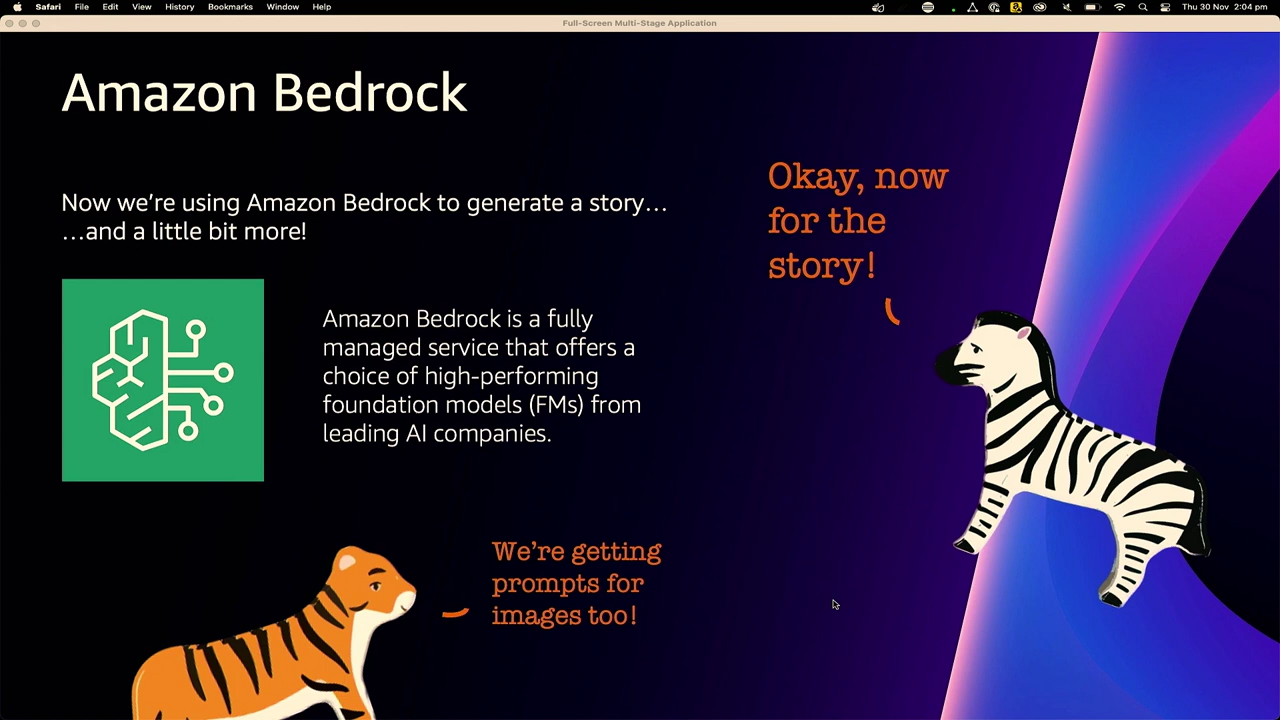 Safari File Edit View History Bookmarks Window Help Thu 30 Nov 2:04 pm
Full-Screen Multi-Stage Application
Amazon Bedrock
Now we’re using Amazon Bedrock to generate a story…
…and a little bit more!
Okay, now
for the
story!
Amazon Bedrock is a fully
managed service that offers a
choice of high-performing
foundation models (FMs) from
leading AI companies.
We’re getting
prompts for
images too!